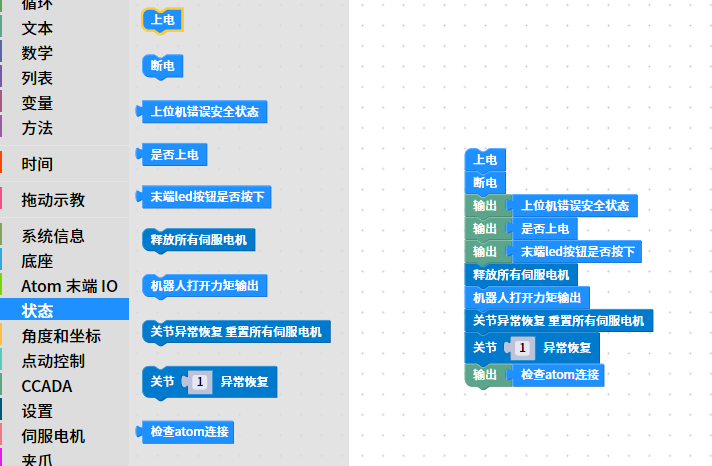 循环
文本
数学
列表
变量
方法
时间
拖动示教
系统信息
底座
Atom 末端 IO
状态
角度和坐标
点动控制
CCADA
设置
伺服电机
夹爪
上电
断电
上位机错误安全状态
是否上电
末端led按钮是否按下
释放所有伺服电机
机器人打开力矩输出
关节异常恢复 重置所有伺服电机
关节 1 异常恢复
检查atom连接
上电
断电
输出 上位机错误安全状态
输出 是否上电
输出 末端led按钮是否按下
释放所有伺服电机
机器人打开力矩输出
关节异常恢复 重置所有伺服电机
关节 1 异常恢复
输出 检查atom连接